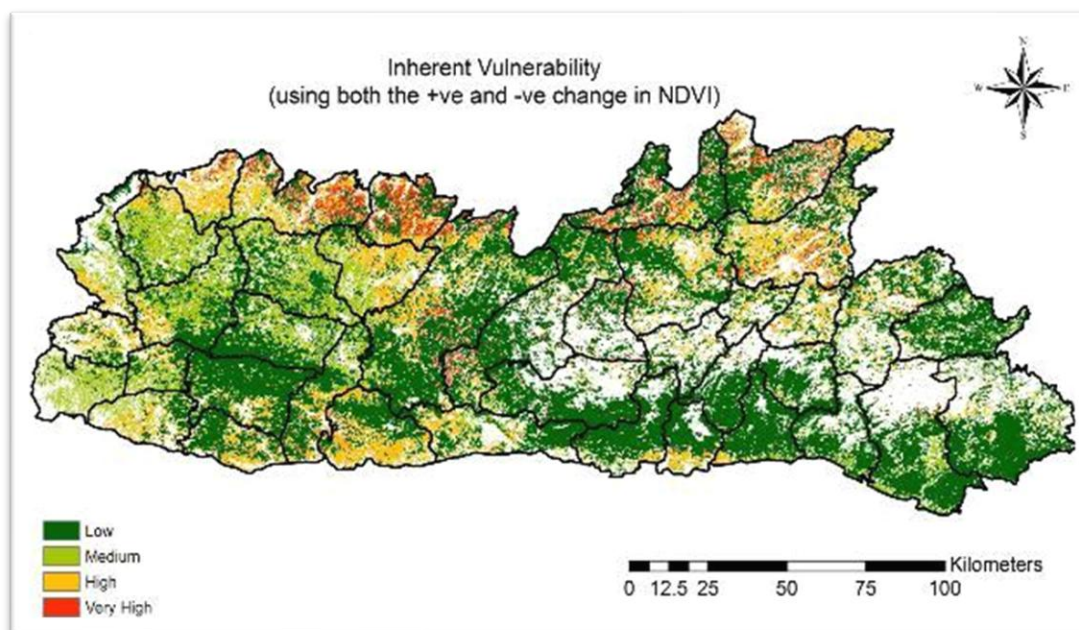 Inherent Vulnerability
(using both the +ve and -ve change in NDVI)
N
W E
S
Low
Medium
High
Very High
Kilometers
0 12.5 25 50 75 100